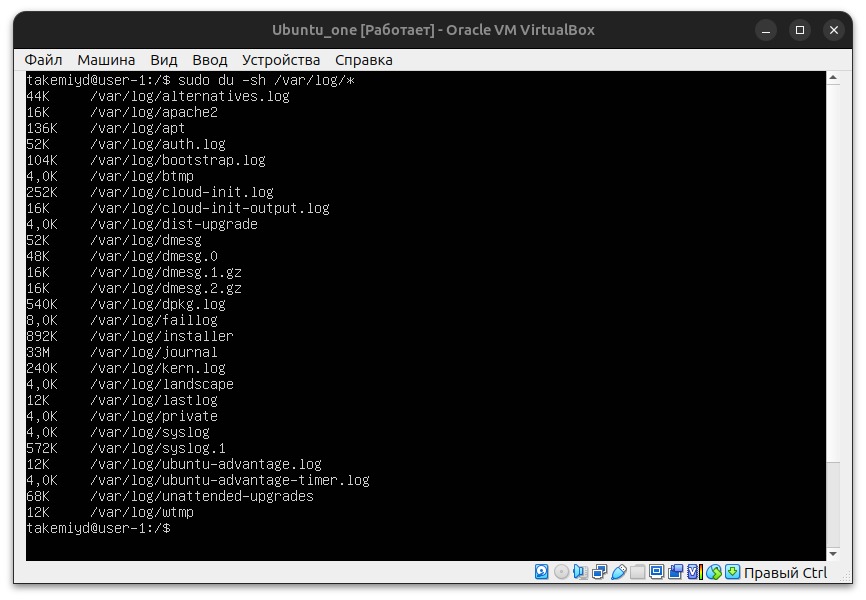 Ubuntu_one [Работает] - Oracle VM VirtualBox
Файл Машина Вид Ввод Устройства Справка
takemiyd@user-1:/$ sudo du -sh /var/log/*
44K /var/log/alternatives.log
16K /var/log/apache2
136K /var/log/apt
52K /var/log/auth.log
104K /var/log/bootstrap.log
4,0K /var/log/btmp
252K /var/log/cloud-init.log
16K /var/log/cloud-init-output.log
4,0K /var/log/dist-upgrade
52K /var/log/dmesg
48K /var/log/dmesg.0
16K /var/log/dmesg.1.gz
16K /var/log/dmesg.2.gz
540K /var/log/dpkg.log
8,0K /var/log/faillog
892K /var/log/installer
33M /var/log/journal
240K /var/log/kern.log
4,0K /var/log/landscape
12K /var/log/lastlog
4,0K /var/log/private
4,0K /var/log/syslog
572K /var/log/syslog.1
12K /var/log/ubuntu-advantage.log
4,0K /var/log/ubuntu-advantage-timer.log
68K /var/log/unattended-upgrades
12K /var/log/wtmp
takemiyd@user-1:/$
Правый Ctrl